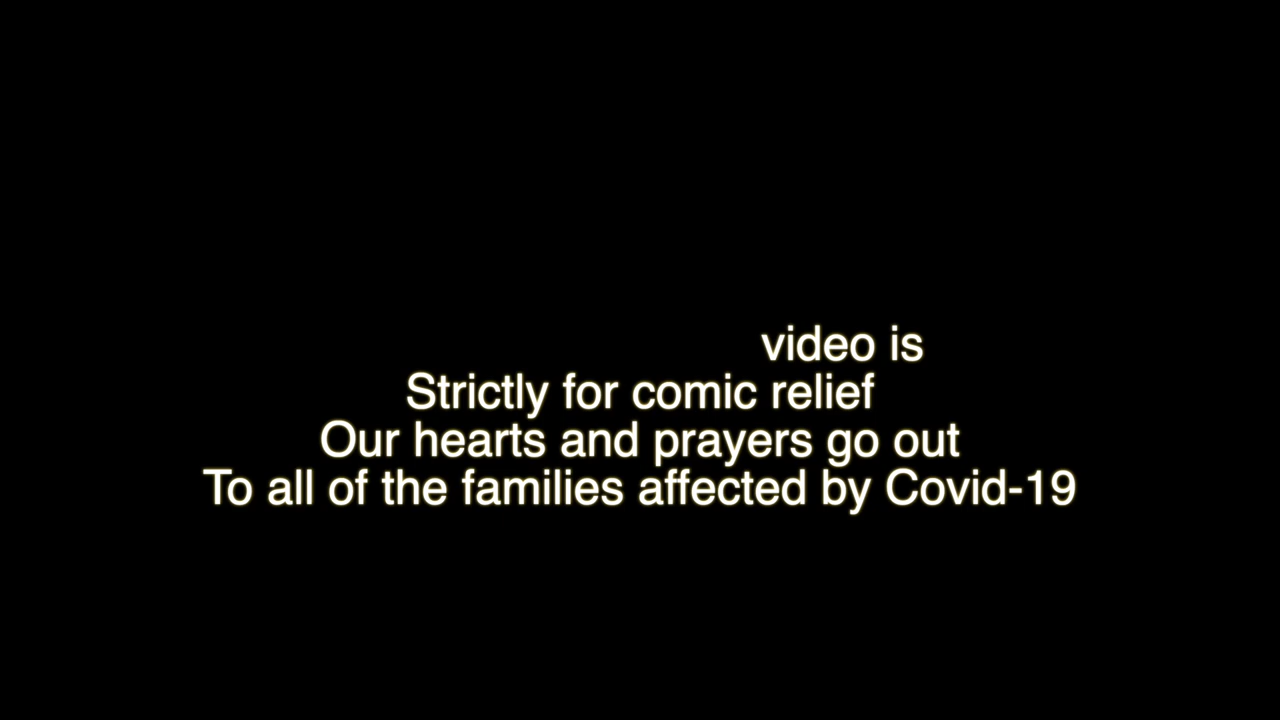 video is
Strictly for comic relief
Our hearts and prayers go out
To all of the families affected by Covid-19